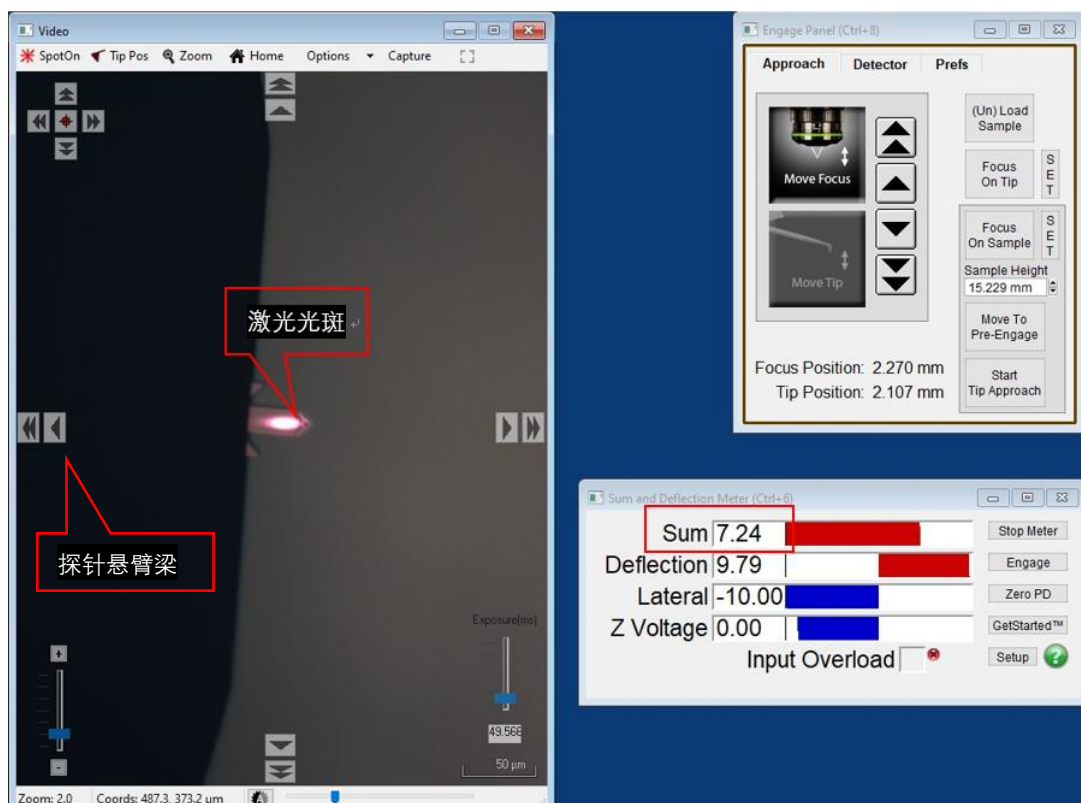 Video
SpotOn Tip Pos Zoom Home Options Capture
激光光斑
探针悬臂梁
Exposure(ms)
49.566
50 μm
Zoom: 2.0 Coords: 487.3, 373.2 um
Engage Panel (Ctrl+8)
Approach Detector Prefs
Move Focus
Move Tip
(Un) Load
Sample
Focus
On Tip
SET
Focus
On Sample
SET
Sample Height
15.229 mm
Move To
Pre-Engage
Start
Tip Approach
Focus Position: 2.270 mm
Tip Position: 2.107 mm
Sum and Deflection Meter (Ctrl+6)
Sum 7.24
Deflection 9.79
Lateral -10.00
Z Voltage 0.00
Input Overload
Stop Meter
Engage
Zero PD
GetStarted™
Setup